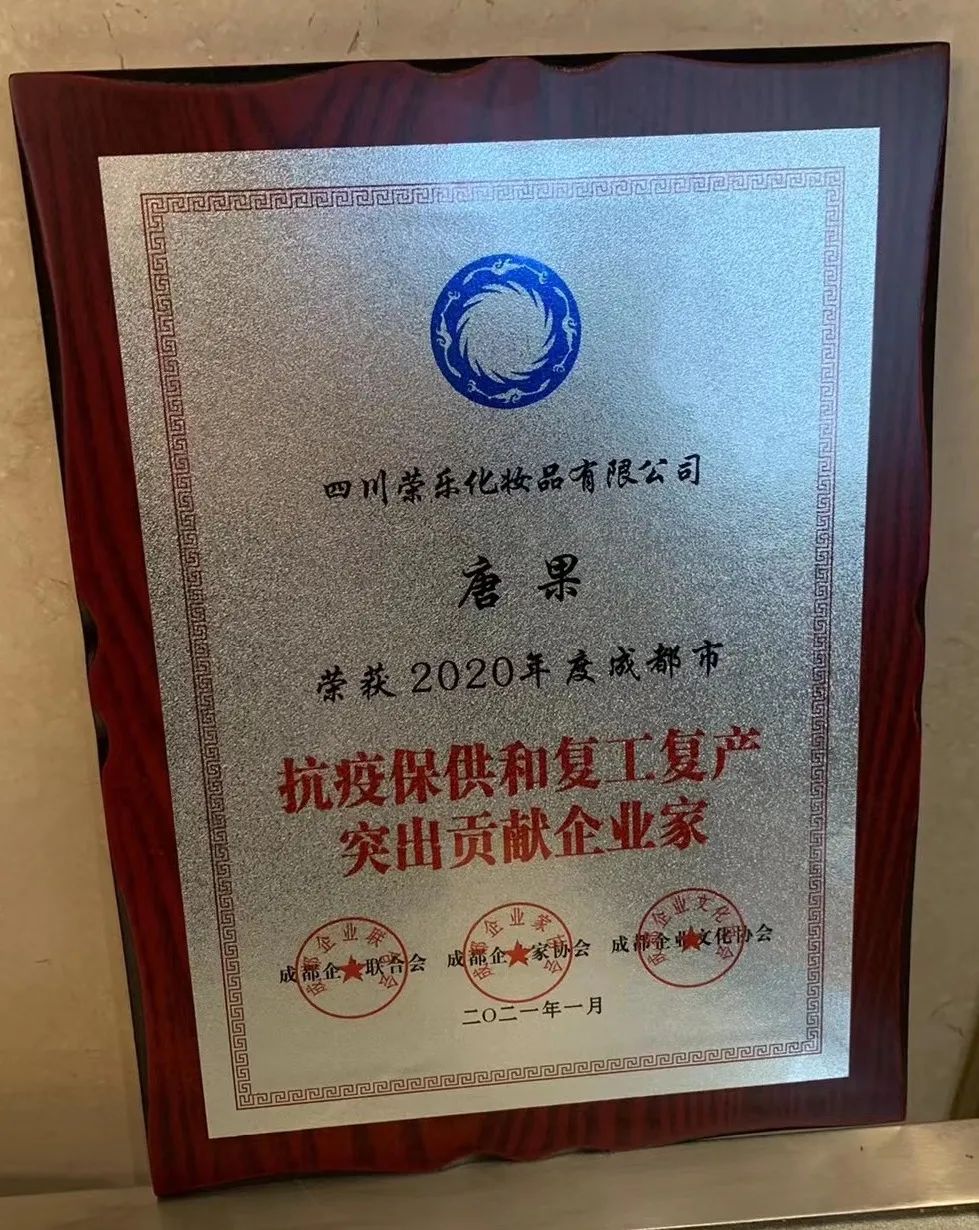 四川荣乐化妆品有限公司
唐果
荣获2020年度成都市
抗疫保供和复工复产
突出贡献企业家
成都企业联合会 成都企业家协会 成都企业文化协会
二〇二一年一月